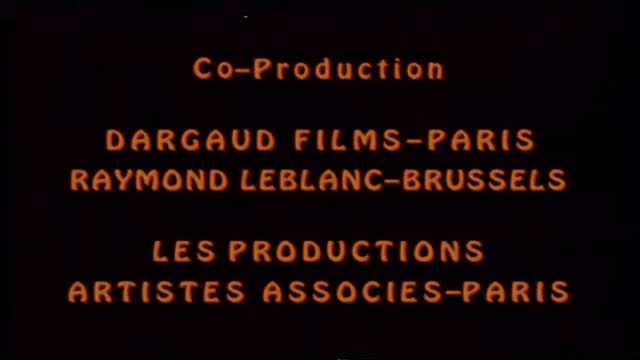 Co-Production
DARGAUD FILMS-PARIS
RAYMOND LEBLANC-BRUSSELS
LES PRODUCTIONS
ARTISTES ASSOCIES-PARIS